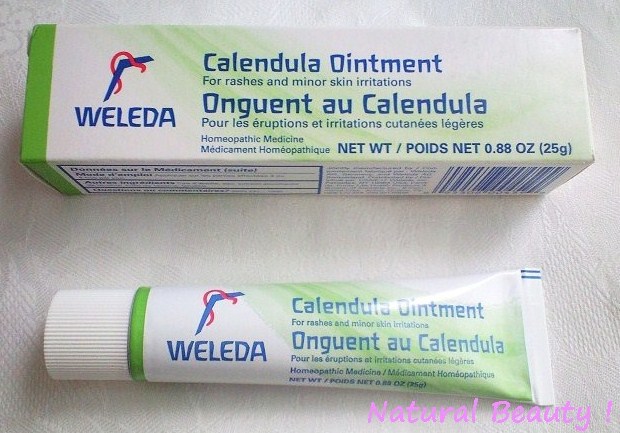 Calendula Ointment
For rashes and minor skin irritations
WELEDA
Onguent au Calendula
Pour les éruptions et irritations cutanées légères
Homeopathic Medicine
Médicament Homéopathique NET WT / POIDS NET 0.88 OZ (25g)
Données sur le Médicament (suite)
Mode d'emploi
Autres ingrédients
Questions ou commentaires?
Calendula Ointment
For rashes and minor skin irritations
WELEDA
Onguent au Calendula
Pour les éruptions et irritations cutanées légères
Homeopathic Medicine / Médicament Homéopathique
NET WT / POIDS NET 0.88 OZ (25g)
Natural Beauty !